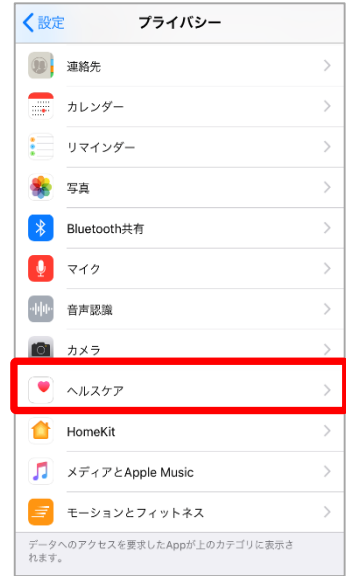 設定 プライバシー
連絡先
カレンダー
リマインダー
写真
Bluetooth共有
マイク
音声認識
カメラ
ヘルスケア
HomeKit
メディアとApple Music
モーションとフィットネス
データへのアクセスを要求したAppが上のカテゴリに表示さ
れます。